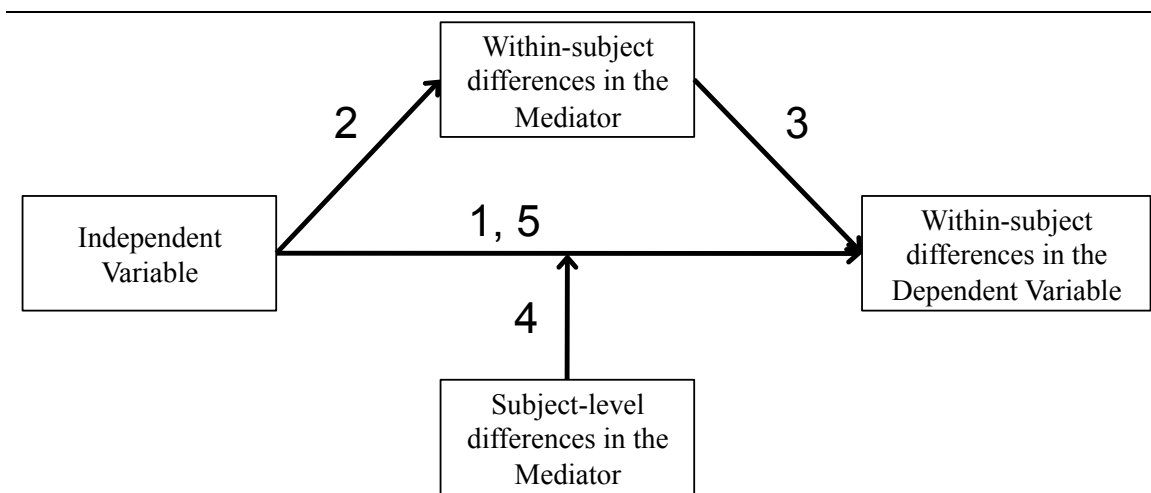 Within-subject
differences in the
Mediator
2
3
1, 5
Independent
Variable
Within-subject
differences in the
Dependent Variable
4
Subject-level
differences in the
Mediator